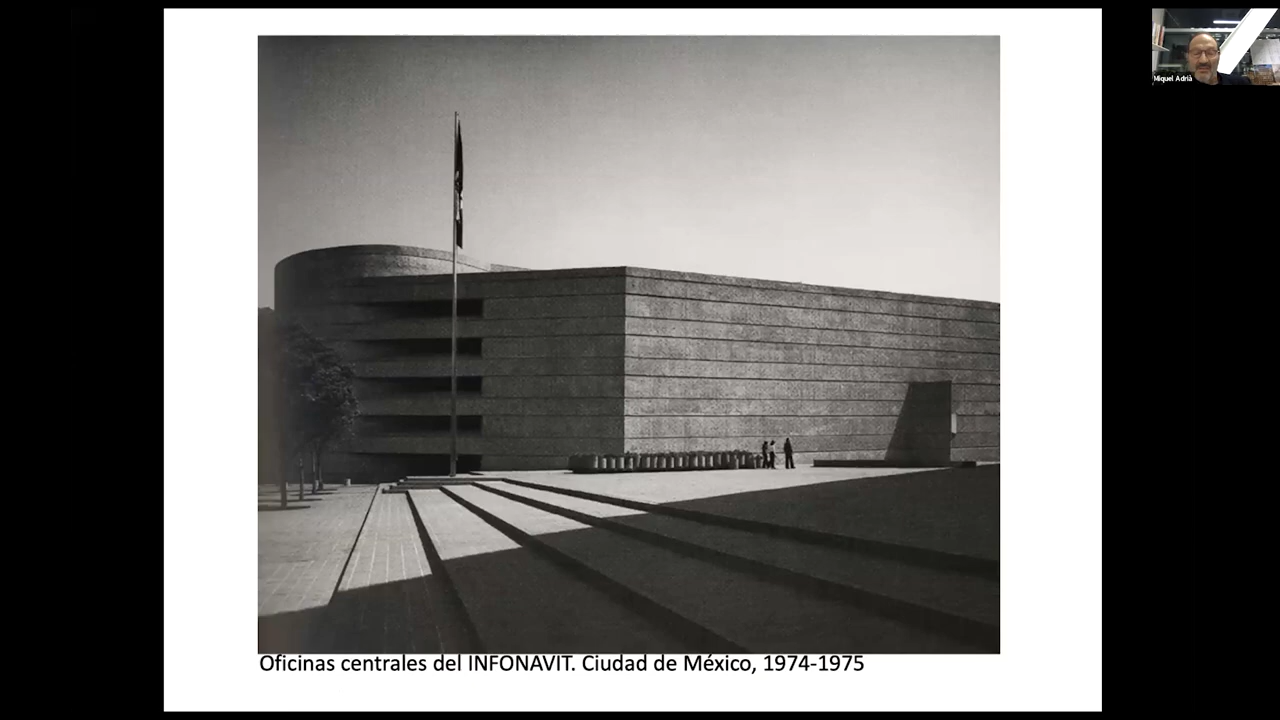 Miquel Adrià
Oficinas centrales del INFONAVIT. Ciudad de México, 1974-1975